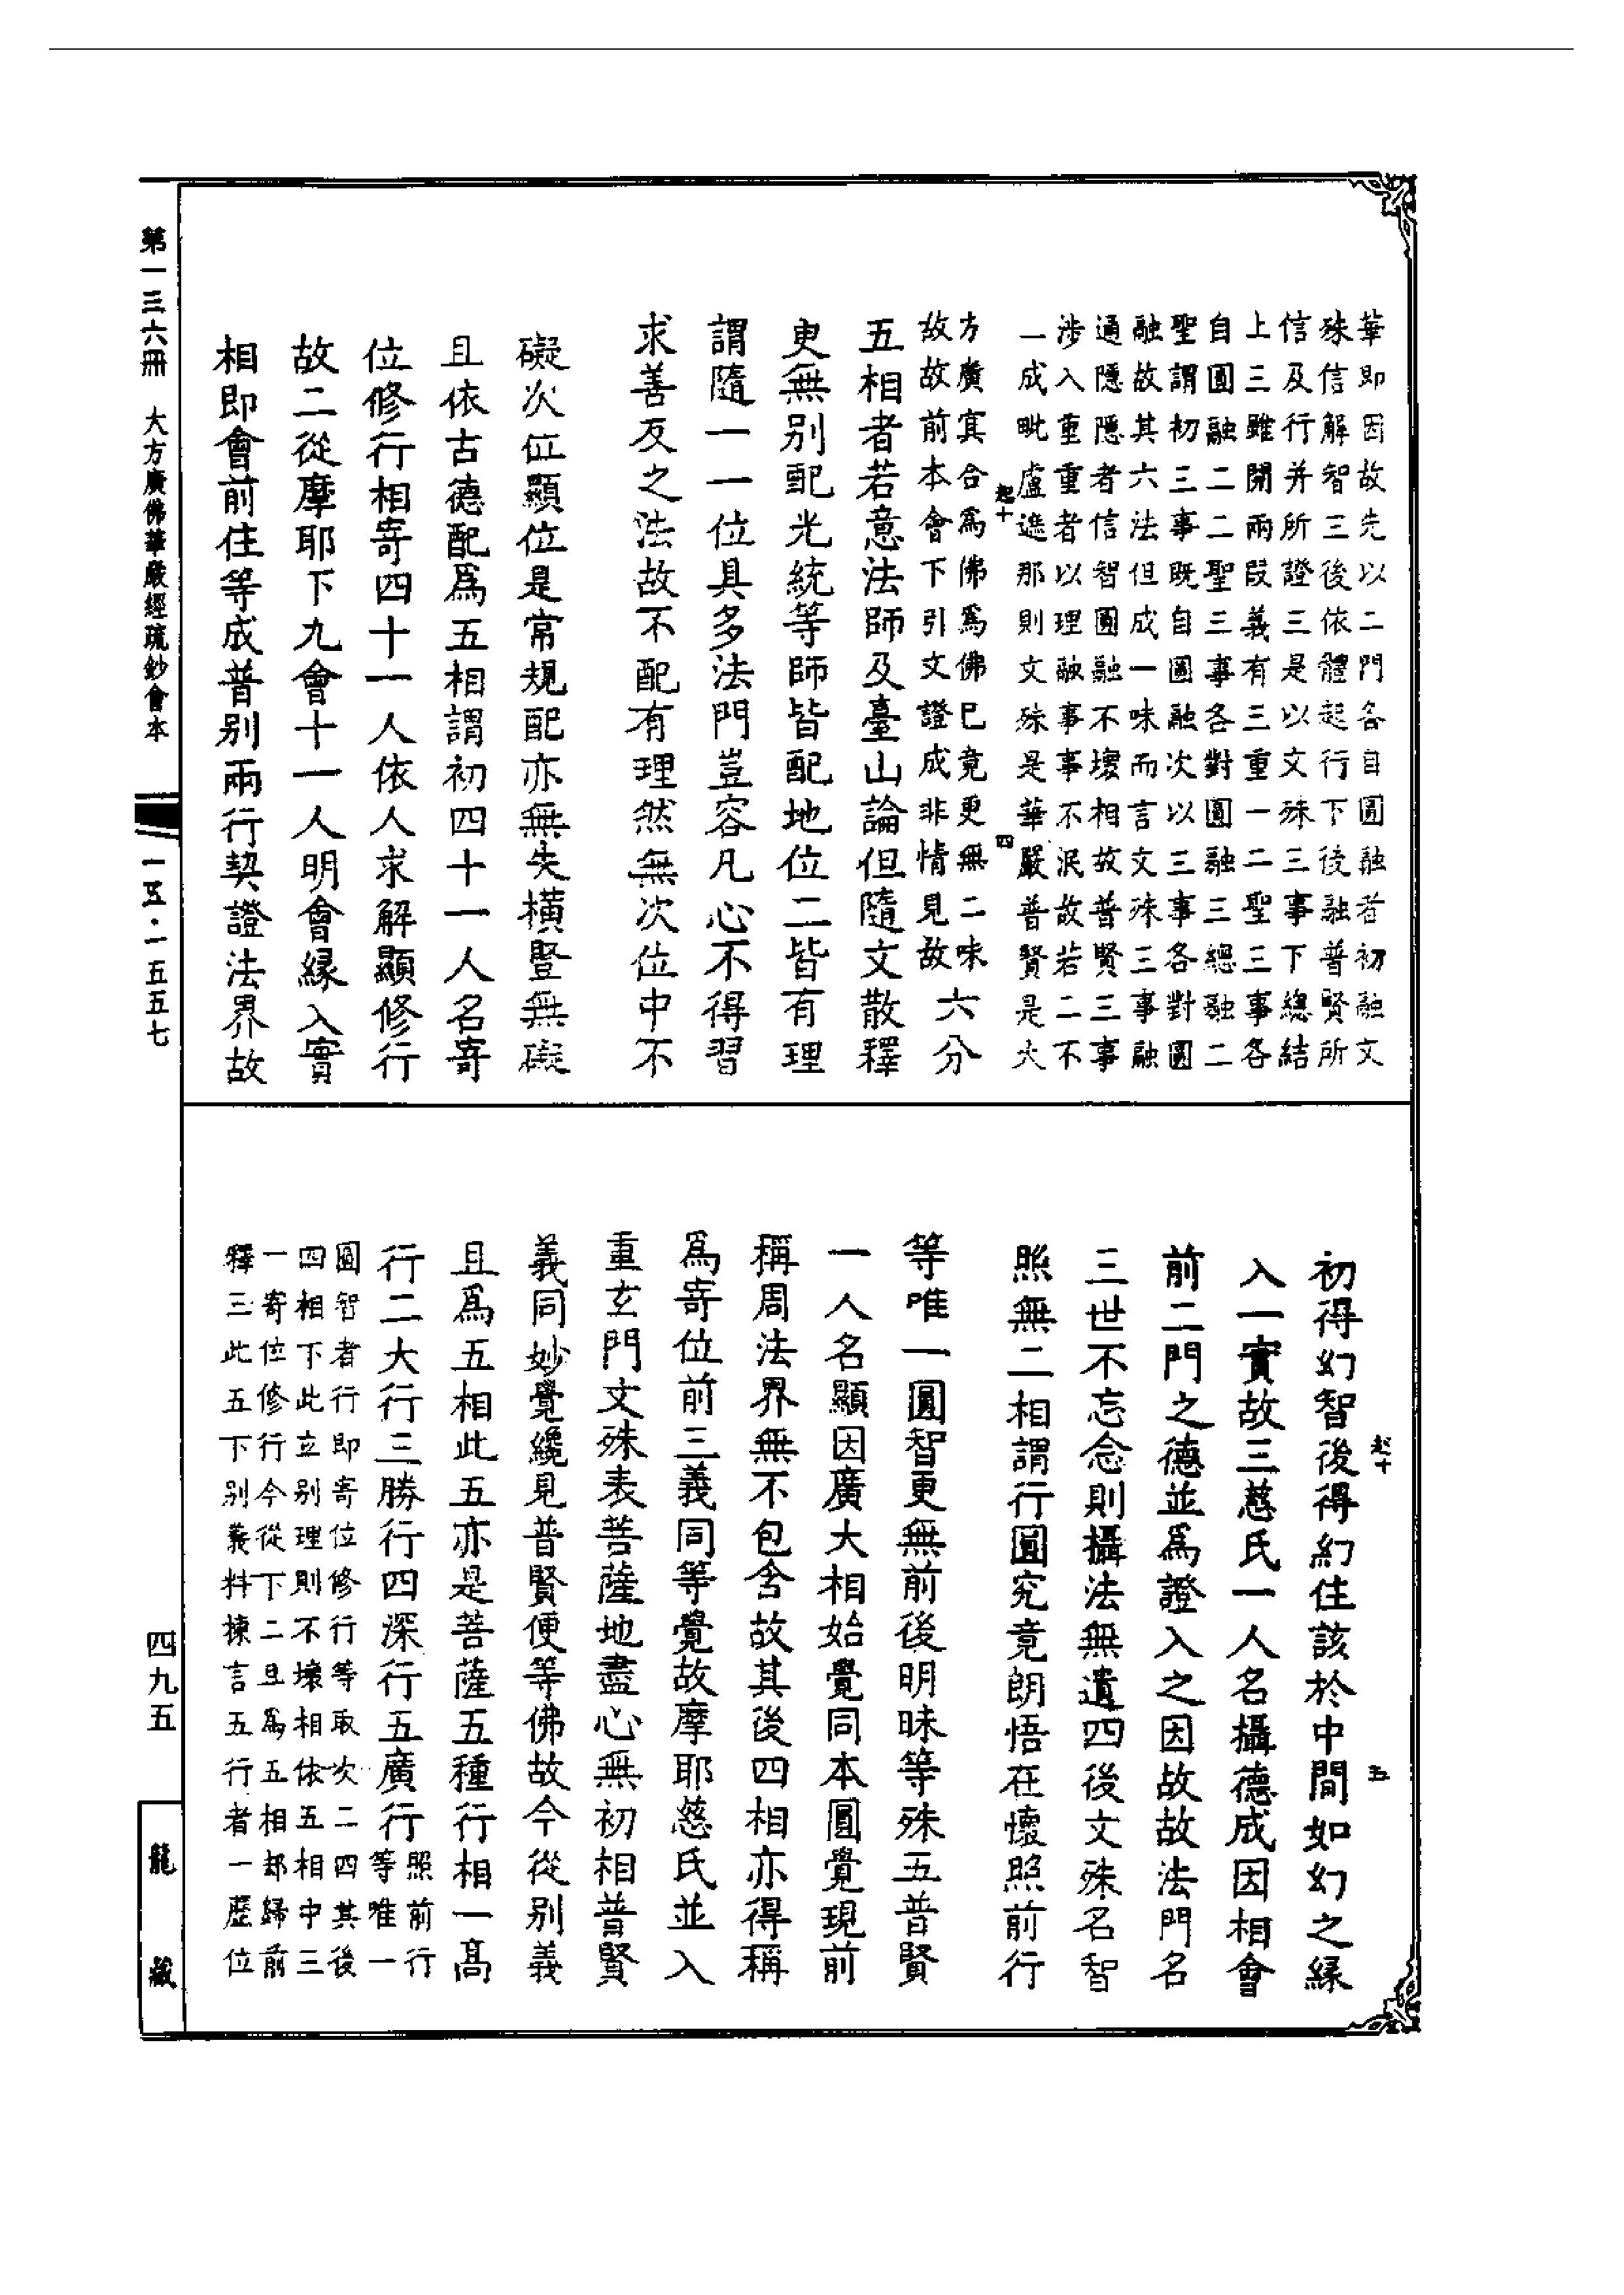 華即因故先以二門各自圓融若初融文
殊信解智三後依體起行下後融普賢所
信及行并所證三是以文殊三事下總結
上三雖開兩段義有三重一二聖三事各
自圓融二二聖三事各對圓融三總融二
聖謂初三事既自圓融次以三事各對圓
融故其六法但成一味而言文殊三事融
通隱隱者信智圓融不壞相故普賢三事
涉入重重者以理融事事不泯故若二不
一成毗盧遮那則文殊是華嚴普賢是大
起十
四
方廣寘合為佛為佛已竟更無二味
故故前本會下引文證成非情見故
六分
五相者若意法師及臺山論但隨文散釋
更無別配光統等師皆配地位二皆有理
謂隨一一位具多法門豈容凡心不得習
求善友之法故不配有理然無次位中不
礙次位顯位是常規配亦無失橫豎無礙
且依古德配為五相謂初四十一人名寄
位修行相寄四十一人依人求解顯修行
故二從摩耶下九會十一人明會緣入實
相即會前住等成普別兩行契證法界故
初得幻智後得幻住該於中間如幻之緣
起十
五
入一實故三慈氏一人名攝德成因相會
前二門之德並為證入之因故故法門名
三世不忘念則攝法無遺四後文殊名智
照無二相謂行圓究竟朗悟在懷照前行
等唯一圓智更無前後明昧等殊五普賢
一人名顯因廣大相始覺同本圓覺現前
稱周法界無不包含故其後四相亦得稱
為寄位前三義同等覺故摩耶慈氏並入
重玄門文殊表菩薩地盡心無初相普賢
義同妙覺纔見普賢便等佛故今從別義
且為五相此五亦是菩薩五種行相一高
行二大行三勝行四深行五廣行
照前行
等唯一
圓智者行即寄位修行等取次二四其後
四相下此立別理則不壞相依五相中三
一寄位修行今從下二旦為五相却歸前
釋三此五下別義料揀言五行者一歷位
第一三六冊 大方廣佛華嚴經疏鈔會本
一五·一五五七
四九五
龍藏